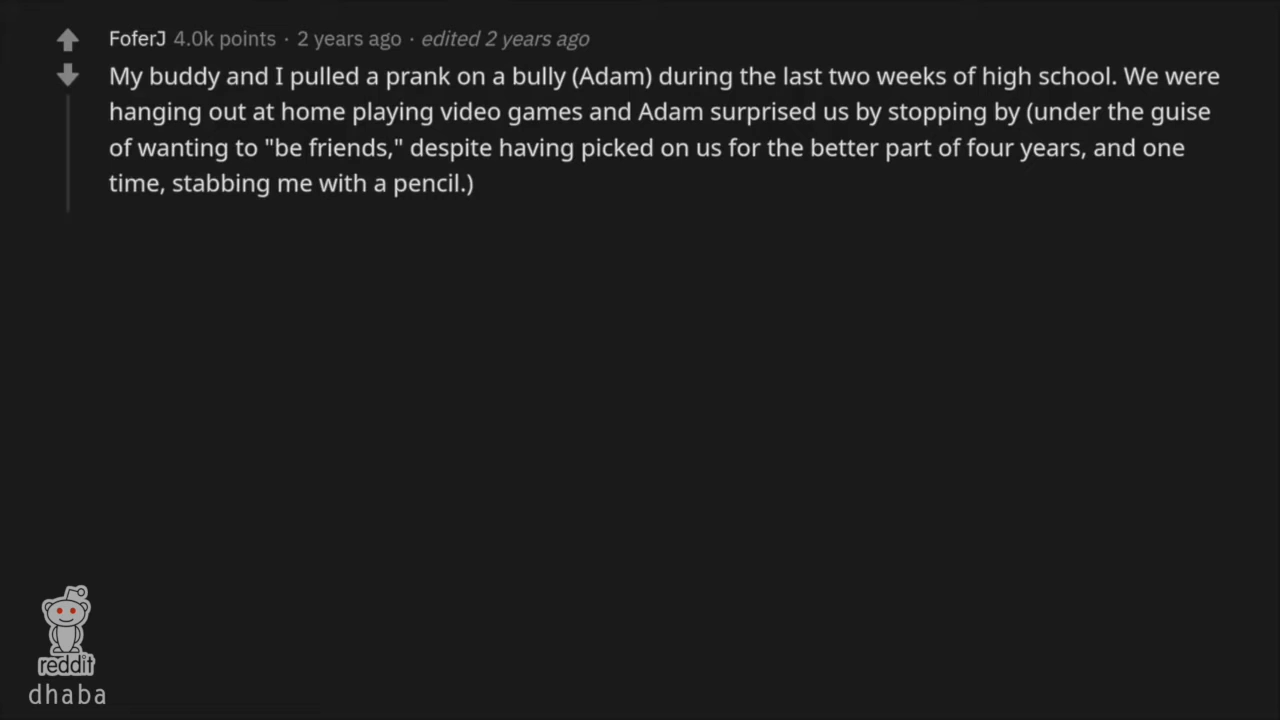 FoferJ 4.0k points · 2 years ago · edited 2 years ago
My buddy and I pulled a prank on a bully (Adam) during the last two weeks of high school. We were
hanging out at home playing video games and Adam surprised us by stopping by (under the guise
of wanting to "be friends," despite having picked on us for the better part of four years, and one
time, stabbing me with a pencil.)
reddit
dhaba